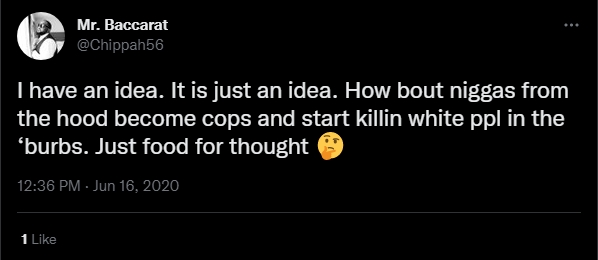 Mr. Baccarat
@Chippah56
I have an idea. It is just an idea. How bout niggas from
the hood become cops and start killin white ppl in the
‘burbs. Just food for thought 🤔
12:36 PM · Jun 16, 2020
1 Like